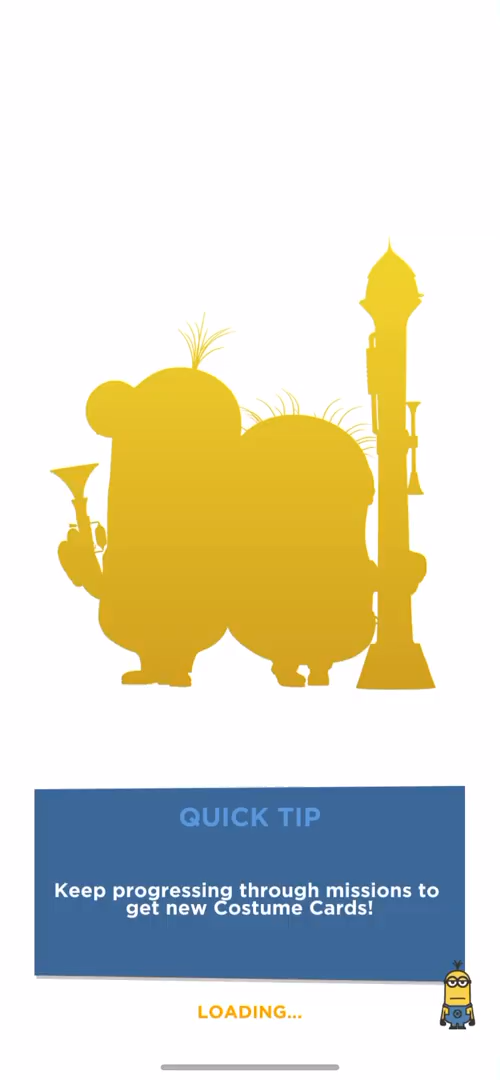 QUICK TIP
Keep progressing through missions to
get new Costume Cards!
LOADING...